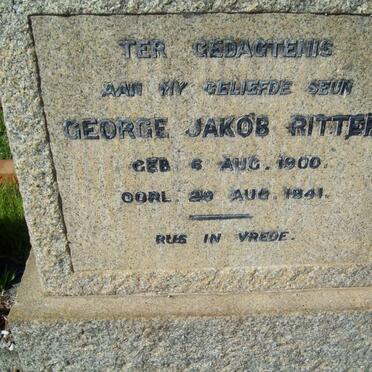 TER GEDAGTENIS
AAN MY GELIEFDE SEUN
GEORGE JAKOB RITTER
GEB 6 AUG. 1900.
OORL. AUG. 1941.
RUS IN VREDE.